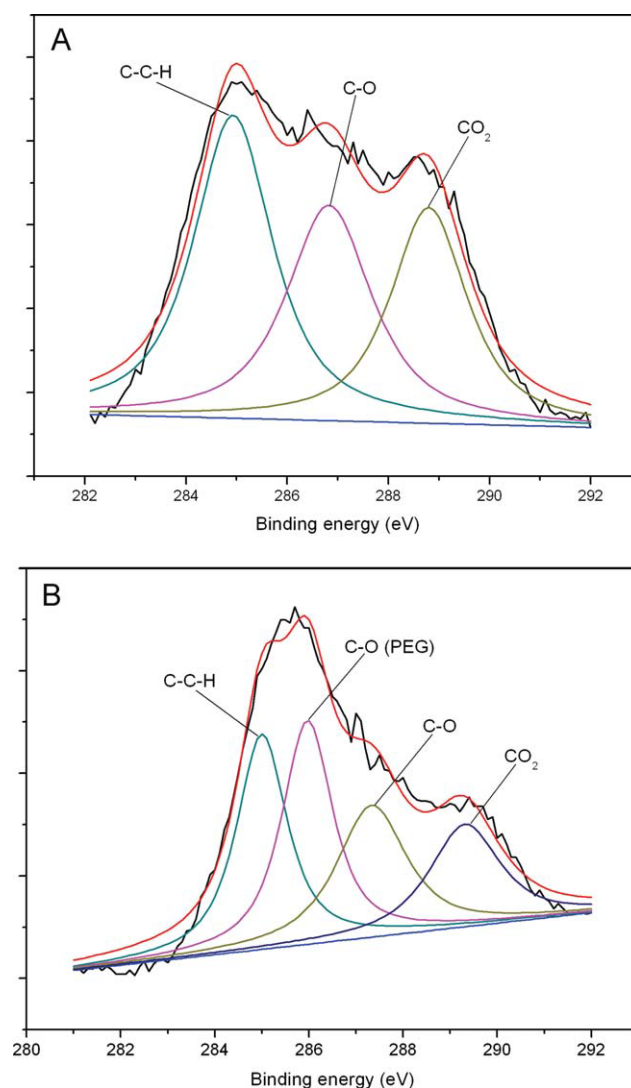 A
C-C-H
C-O
CO₂
282 284 286 288 290 292
Binding energy (eV)
B
C-O (PEG)
C-C-H
C-O
CO₂
280 282 284 286 288 290 292
Binding energy (eV)